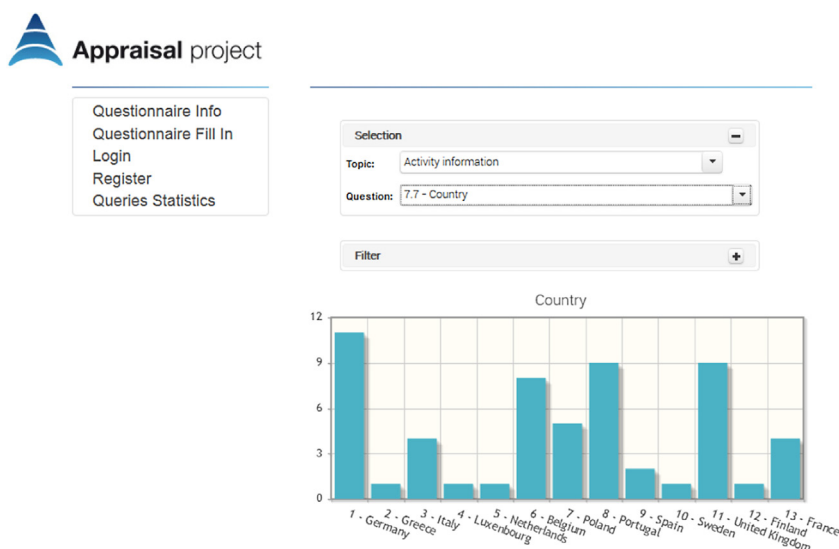 Appraisal project
Questionnaire Info
Questionnaire Fill In
Login
Register
Queries Statistics
Selection
Topic: Activity information
Question: 7.7 - Country
Filter
Country
12
9
6
3
0
1 - Germany
2 - Greece
3 - Italy
4 - Luxenbourg
5 - Netherlands
6 - Belgium
7 - Poland
8 - Portugal
9 - Spain
10 - Sweden
11 - United Kingdom
12 - Finland
13 - France